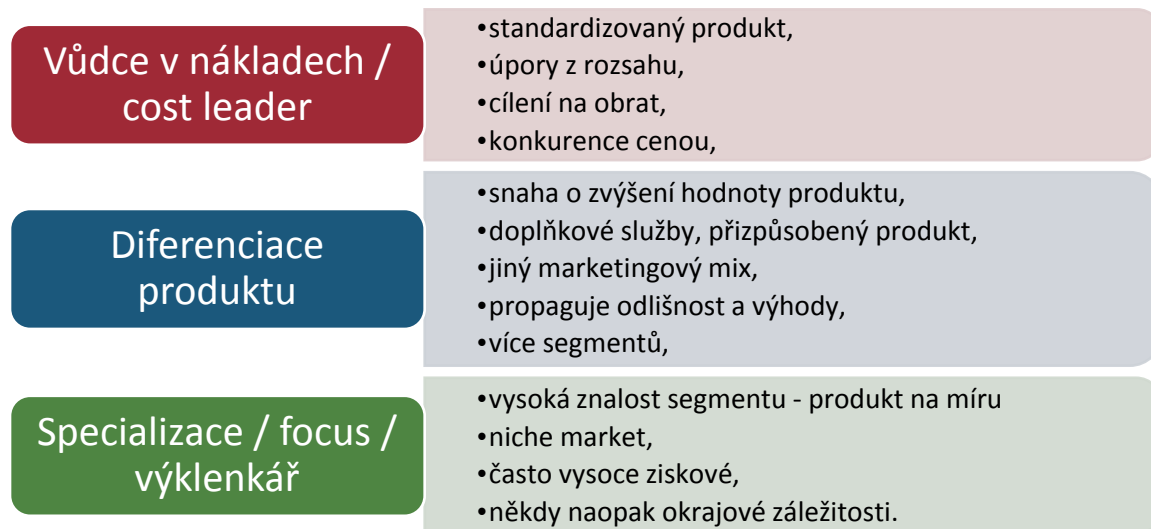 Vůdce v nákladech /
cost leader
•standardizovaný produkt,
•úpory z rozsahu,
•cílení na obrat,
•konkurence cenou,
Diferenciace
produktu
•snaha o zvýšení hodnoty produktu,
•doplňkové služby, přizpůsobený produkt,
•jiný marketingový mix,
•propaguje odlišnost a výhody,
•více segmentů,
Specializace / focus /
výklenkář
•vysoká znalost segmentu - produkt na míru
•niche market,
•často vysoce ziskové,
•někdy naopak okrajové záležitosti.